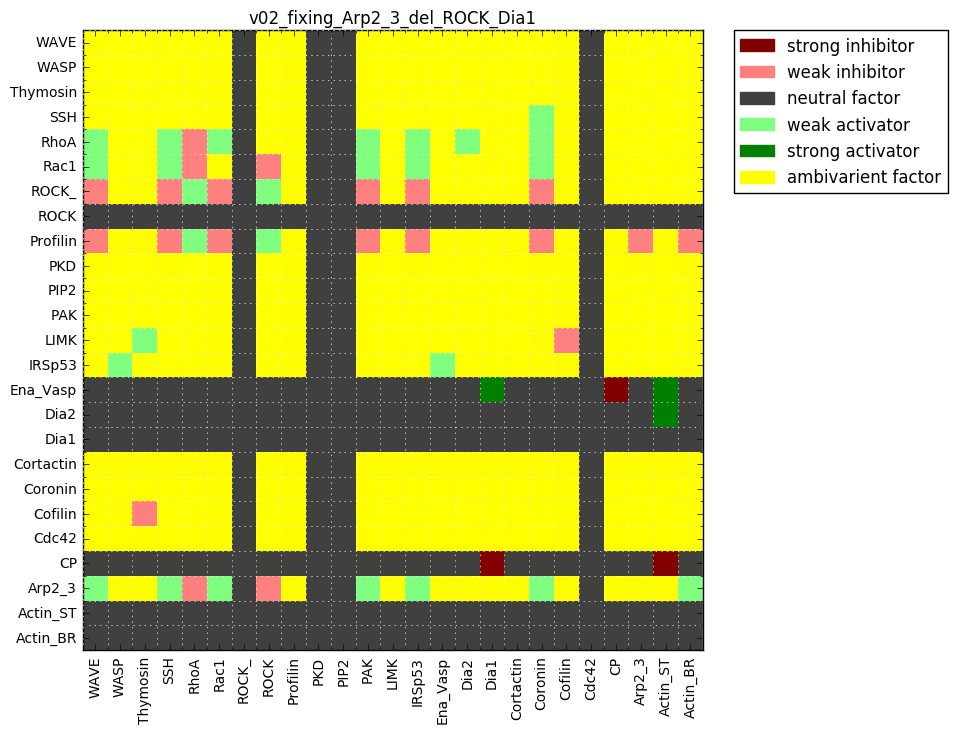 v02_fixing_Arp2_3_del_ROCK_Dia1
WAVE
WASP
Thymosin
SSH
RhoA
Rac1
ROCK_
ROCK
Profilin
PKD
PIP2
PAK
LIMK
IRSp53
Ena_Vasp
Dia2
Dia1
Cortactin
Coronin
Cofilin
Cdc42
CP
Arp2_3
Actin_ST
Actin_BR
WAVE
WASP
Thymosin
SSH
RhoA
Rac1
ROCK_
ROCK
Profilin
PKD
PIP2
PAK
LIMK
IRSp53
Ena_Vasp
Dia2
Dia1
Cortactin
Coronin
Cofilin
Cdc42
CP
Arp2_3
Actin_ST
Actin_BR
strong inhibitor
weak inhibitor
neutral factor
weak activator
strong activator
ambivarient factor